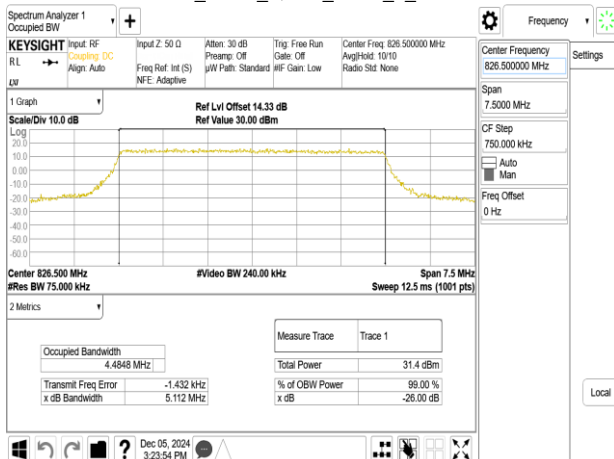 Spectrum Analyzer 1
Occupied BW
Frequency
KEYSIGHT Input: RF Input Z: 50 Ω Atten: 30 dB Trig: Free Run Center Freq: 826.500000 MHz
RL Coupling: DC Preamp: Off Gate: Off Avg|Hold: 10/10
Align: Auto Freq Ref: Int (S) µW Path: Standard #IF Gain: Low Radio Std: None
LXI NFE: Adaptive
Center Frequency
826.500000 MHz
Settings
Span
7.5000 MHz
CF Step
750.000 kHz
Auto
Man
Freq Offset
0 Hz
1 Graph
Ref Lvl Offset 14.33 dB
Scale/Div 10.0 dB Ref Value 30.00 dBm
Log
20.0
10.0
0.00
-10.0
-20.0
-30.0
-40.0
-50.0
-60.0
Center 826.500 MHz #Video BW 240.00 kHz Span 7.5 MHz
#Res BW 75.000 kHz Sweep 12.5 ms (1001 pts)
2 Metrics
Measure Trace Trace 1
Occupied Bandwidth
4.4848 MHz Total Power 31.4 dBm
Transmit Freq Error -1.432 kHz % of OBW Power 99.00 %
x dB Bandwidth 5.112 MHz x dB -26.00 dB
Local
? Dec 05, 2024
3:23:54 PM